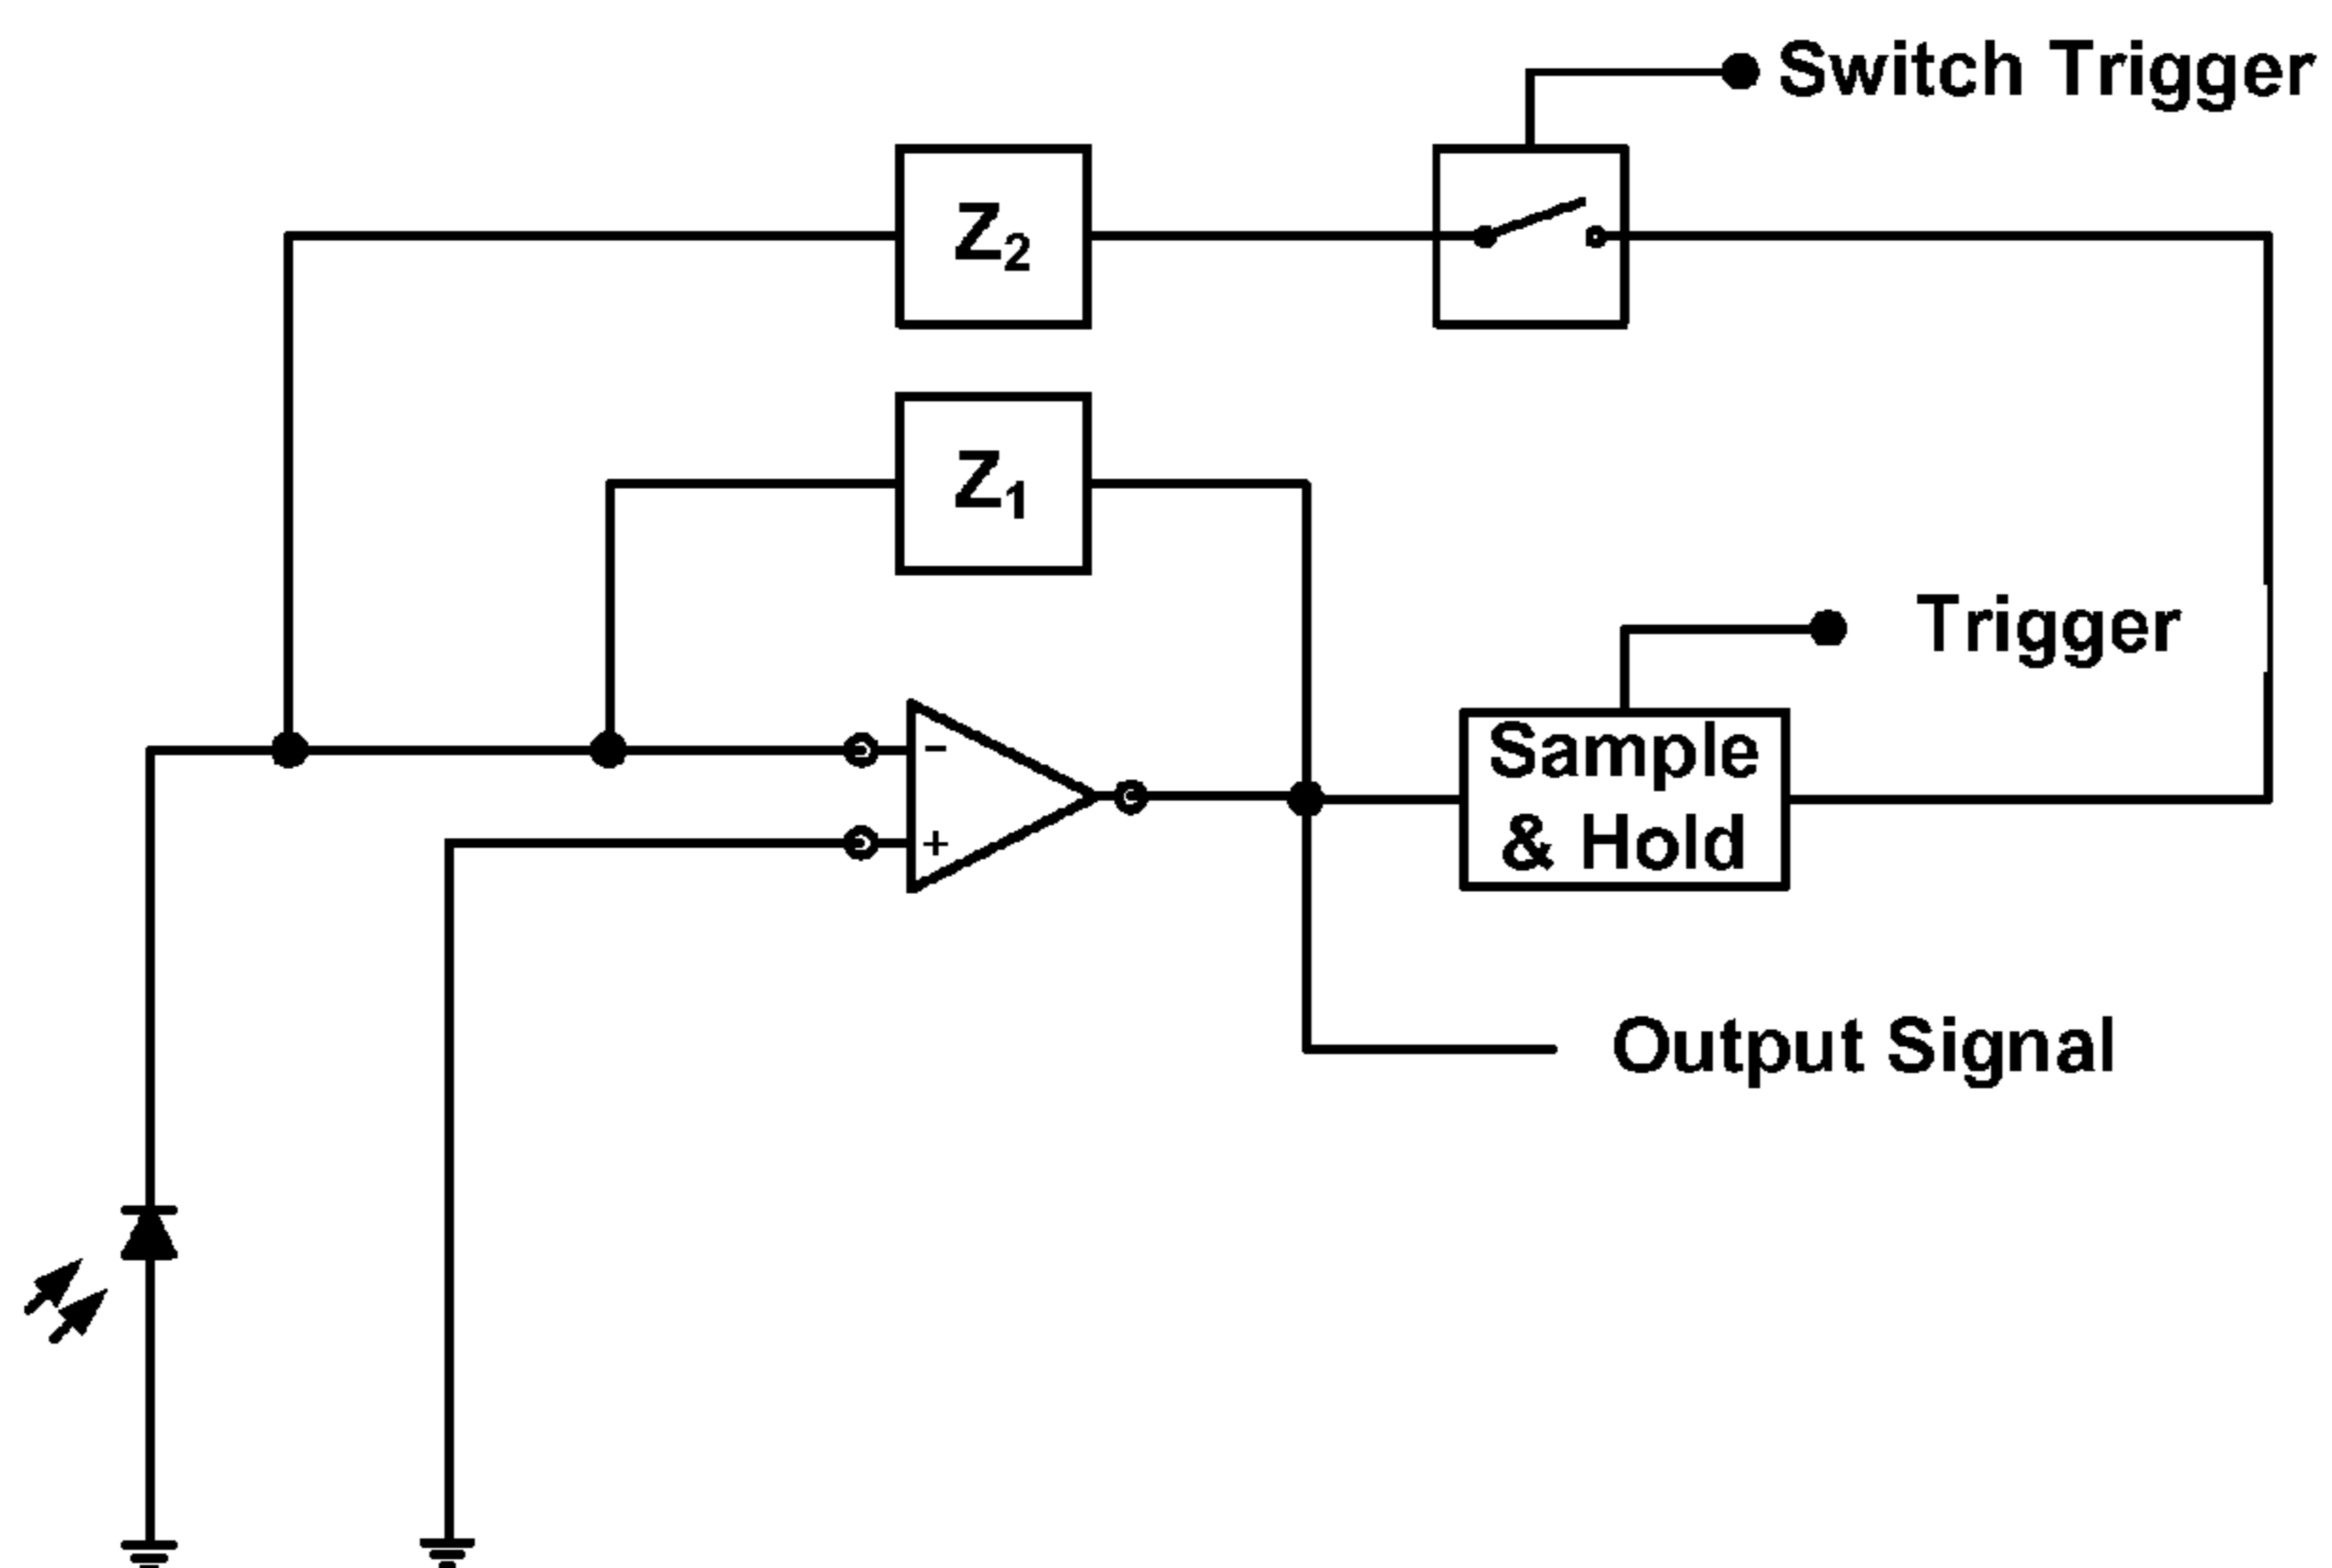 Switch Trigger
Z₂
Z₁
Trigger
Sample
& Hold
-
+
Output Signal